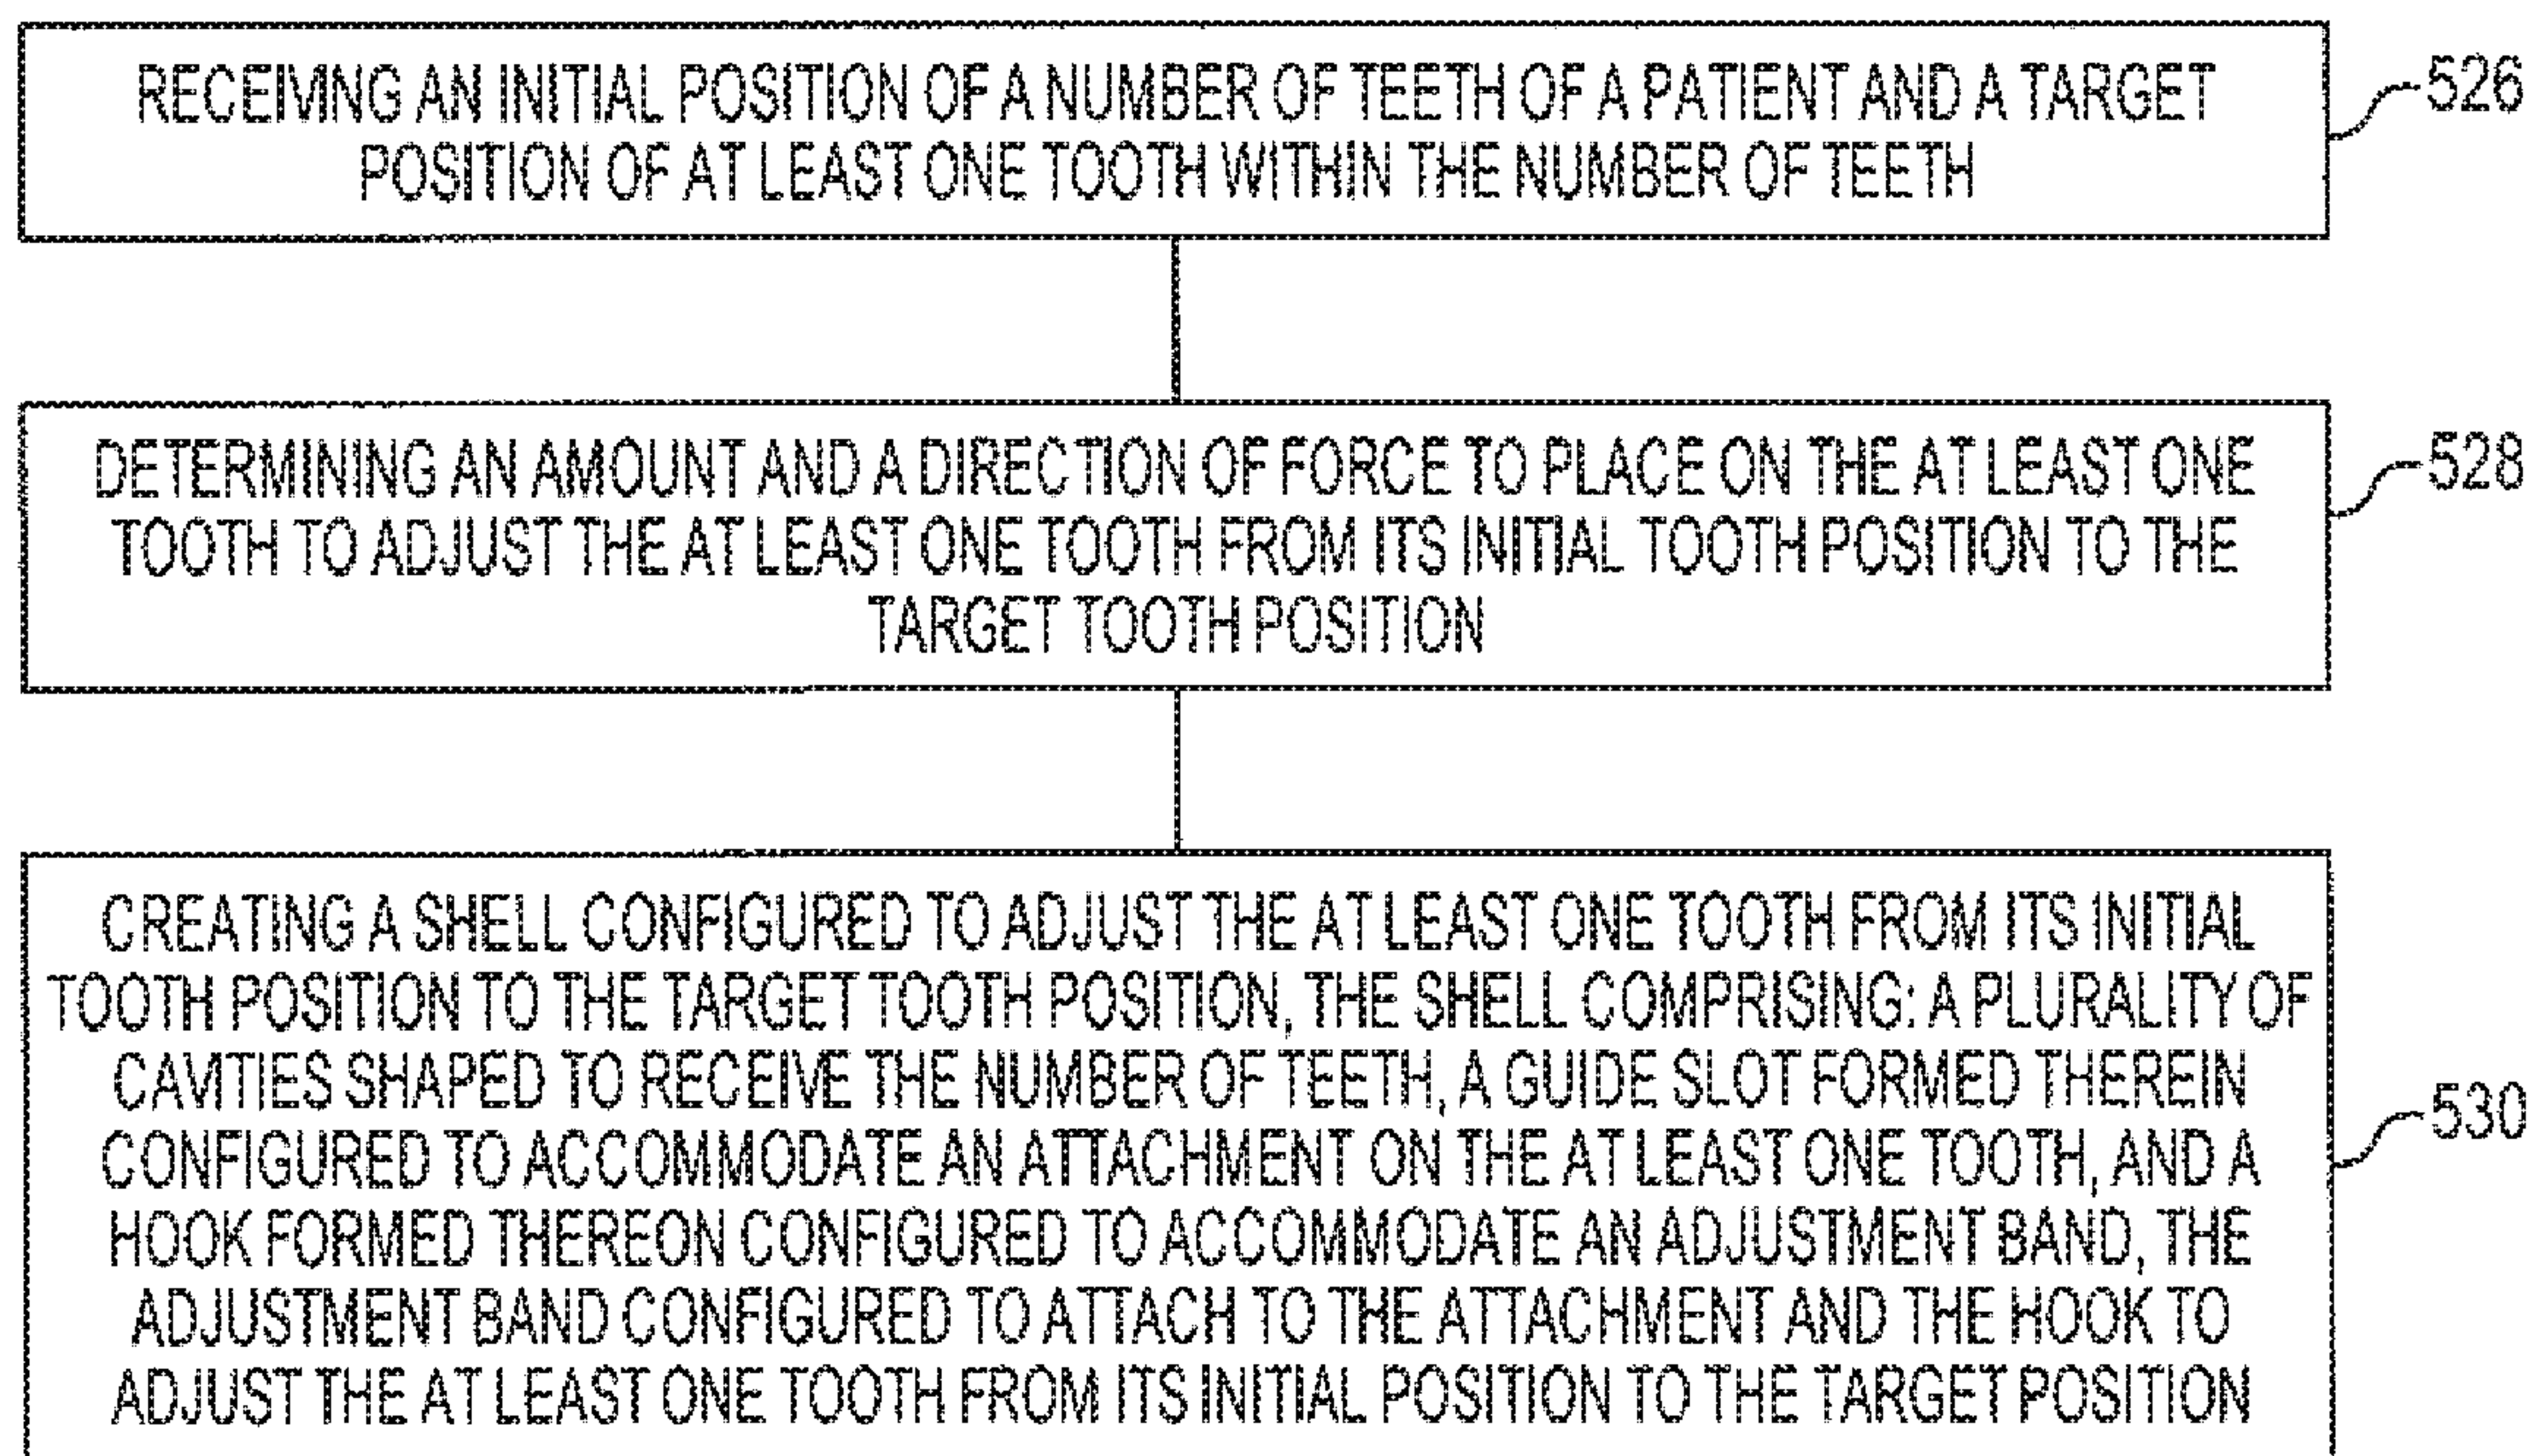 RECEIVING AN INITIAL POSITION OF A NUMBER OF TEETH OF A PATIENT AND A TARGET
POSITION OF AT LEAST ONE TOOTH WITHIN THE NUMBER OF TEETH
526
DETERMINING AN AMOUNT AND A DIRECTION OF FORCE TO PLACE ON THE AT LEAST ONE
TOOTH TO ADJUST THE AT LEAST ONE TOOTH FROM ITS INITIAL TOOTH POSITION TO THE
TARGET TOOTH POSITION
528
CREATING A SHELL CONFIGURED TO ADJUST THE AT LEAST ONE TOOTH FROM ITS INITIAL
TOOTH POSITION TO THE TARGET TOOTH POSITION, THE SHELL COMPRISING: A PLURALITY OF
CAVITIES SHAPED TO RECEIVE THE NUMBER OF TEETH, A GUIDE SLOT FORMED THEREIN
CONFIGURED TO ACCOMMODATE AN ATTACHMENT ON THE AT LEAST ONE TOOTH, AND A
HOOK FORMED THEREON CONFIGURED TO ACCOMMODATE AN ADJUSTMENT BAND, THE
ADJUSTMENT BAND CONFIGURED TO ATTACH TO THE ATTACHMENT AND THE HOOK TO
ADJUST THE AT LEAST ONE TOOTH FROM ITS INITIAL POSITION TO THE TARGET POSITION
530